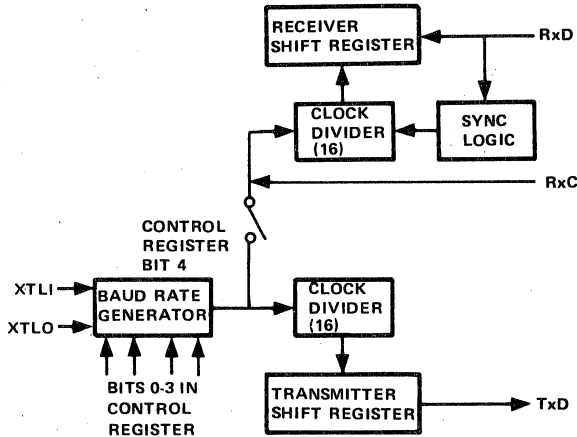 RECEIVER
SHIFT REGISTER
RxD
CLOCK
DIVIDER
(16)
SYNC
LOGIC
RxC
CONTROL
REGISTER
BIT 4
XTLI
XTLO
BAUD RATE
GENERATOR
CLOCK
DIVIDER
(16)
BITS 0-3 IN
CONTROL
REGISTER
TRANSMITTER
SHIFT REGISTER
TxD